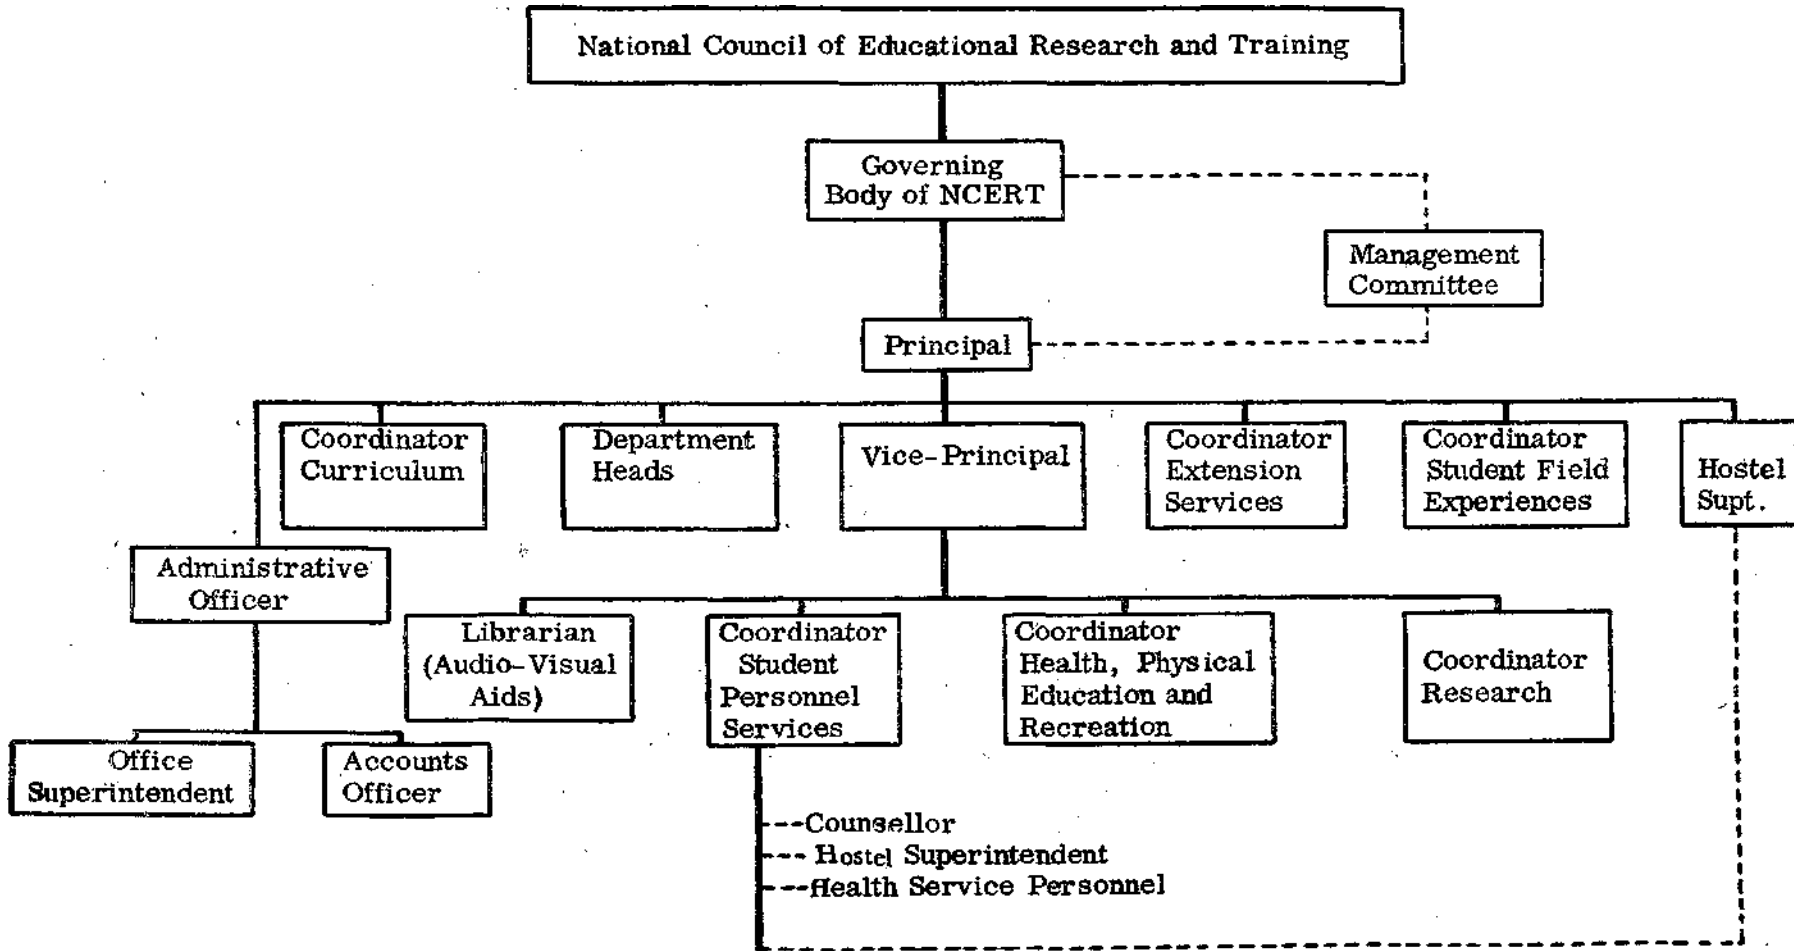 National Council of Educational Research and Training
Governing
Body of NCERT
Management
Committee
Principal
Coordinator
Curriculum
Department
Heads
Vice-Principal
Coordinator
Extension
Services
Coordinator
Student Field
Experiences
Hostel
Supt.
Administrative
Officer
Librarian
(Audio-Visual
Aids)
Coordinator
Student
Personnel
Services
Coordinator
Health, Physical
Education and
Recreation
Coordinator
Research
Office
Superintendent
Accounts
Officer
Counsellor
Hostel Superintendent
Health Service Personnel